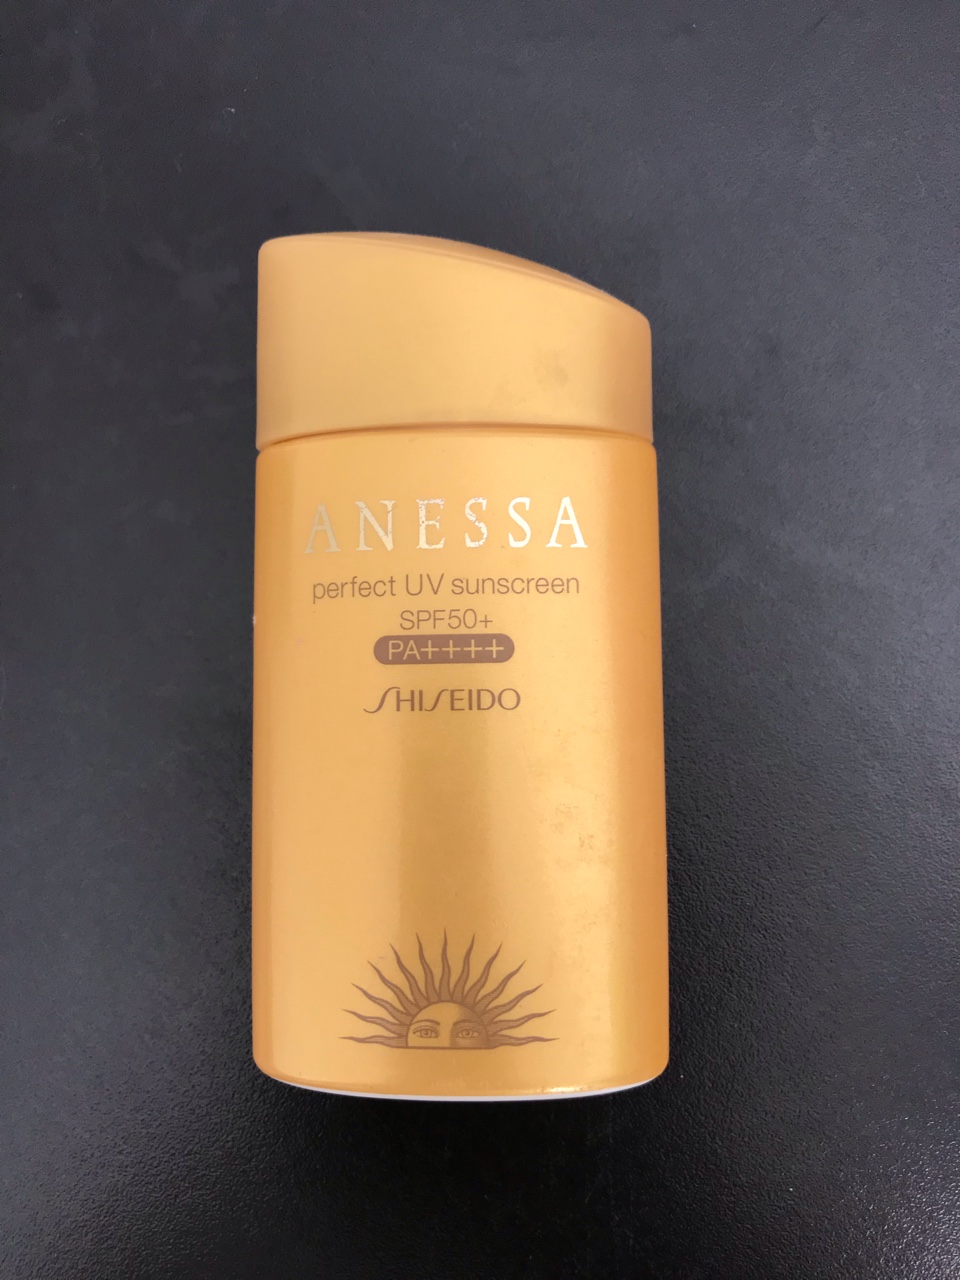 ANESSA
perfect UV sunscreen
SPF50+
PA++++
SHISEIDO